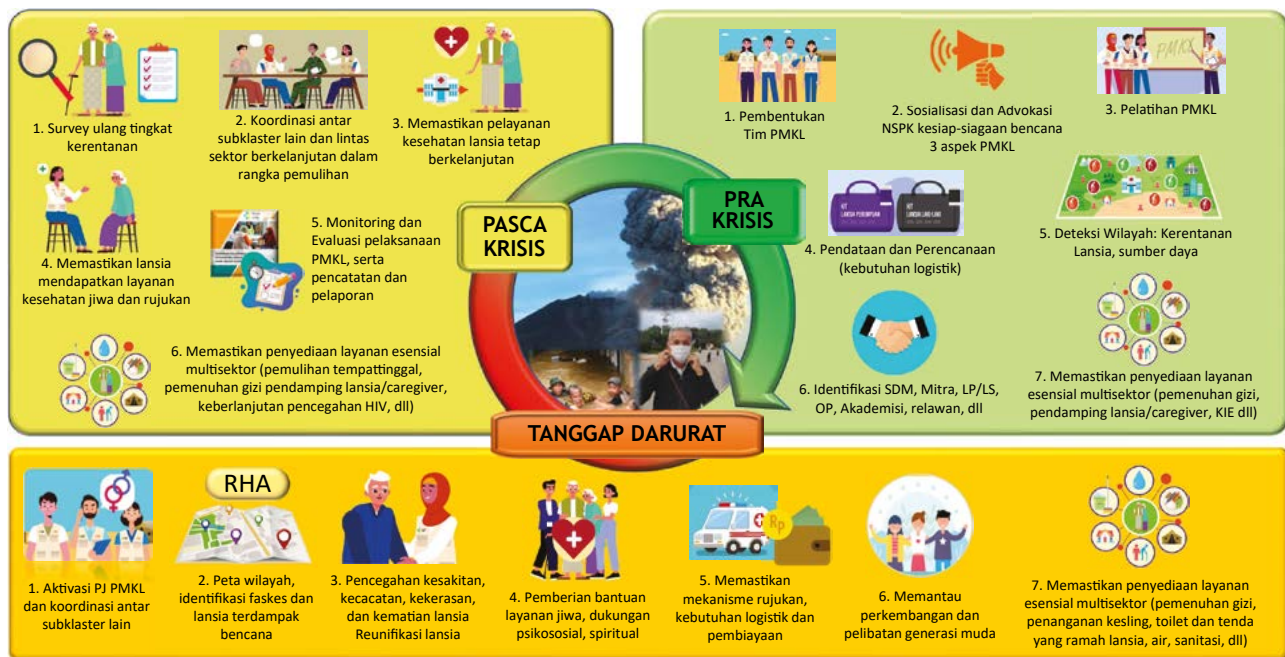 1. Survey ulang tingkat
kerentanan
2. Koordinasi antar
subklaster lain dan lintas
sektor berkelanjutan dalam
rangka pemulihan
3. Memastikan pelayanan
kesehatan lansia tetap
berkelanjutan
4. Memastikan lansia
mendapatkan layanan
kesehatan jiwa dan rujukan
5. Monitoring dan
Evaluasi pelaksanaan
PMKL, serta
pencatatan dan
pelaporan
6. Memastikan penyediaan layanan esensial
multisektor (pemulihan tempattinggal,
pemenuhan gizi pendamping lansia/caregiver,
keberlanjutan pencegahan HIV, dll)
PASCA
KRISIS
PRA
KRISIS
1. Pembentukan
Tim PMKL
2. Sosialisasi dan Advokasi
NSPK kesiap-siagaan bencana
3 aspek PMKL
PMKL
3. Pelatihan PMKL
KIT
LANSIA PEREMPUAN
KIT
LANSIA LAKI-LAKI
4. Pendataan dan Perencanaan
(kebutuhan logistik)
5. Deteksi Wilayah: Kerentanan
Lansia, sumber daya
6. Identifikasi SDM, Mitra, LP/LS,
OP, Akademisi, relawan, dll
7. Memastikan penyediaan layanan
esensial multisektor (pemenuhan gizi,
pendamping lansia/caregiver, KIE dll)
TANGGAP DARURAT
1. Aktivasi PJ PMKL
dan koordinasi antar
subklaster lain
RHA
2. Peta wilayah,
identifikasi faskes dan
lansia terdampak
bencana
3. Pencegahan kesakitan,
kecacatan, kekerasan,
dan kematian lansia
Reunifikasi lansia
4. Pemberian bantuan
layanan jiwa, dukungan
psikososial, spiritual
Rp
5. Memastikan
mekanisme rujukan,
kebutuhan logistik dan
pembiayaan
6. Memantau
perkembangan dan
pelibatan generasi muda
7. Memastikan penyediaan layanan
esensial multisektor (pemenuhan gizi,
penanganan kesling, toilet dan tenda
yang ramah lansia, air, sanitasi, dll)